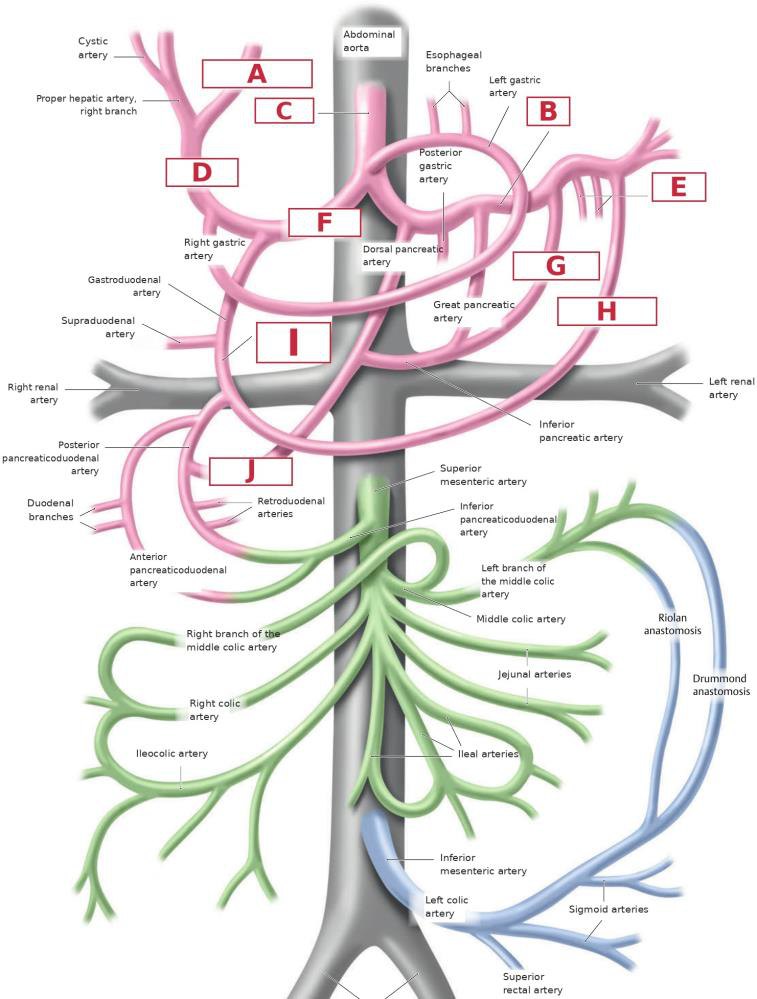 Abdominal
aorta
Cystic
artery
A
Esophageal
branches
Left gastric
artery
Proper hepatic artery,
right branch
C
B
Posterior
gastric
artery
D
E
F
Right gastric
artery
Dorsal pancreatic
artery
G
Gastroduodenal
artery
Great pancreatic
artery
H
Supraduodenal
artery
I
Right renal
artery
Left renal
artery
Inferior
pancreatic artery
Posterior
pancreaticoduodenal
artery
J
Superior
mesenteric artery
Duodenal
branches
Retroduodenal
arteries
Inferior
pancreaticoduodenal
artery
Anterior
pancreaticoduodenal
artery
Left branch of
the middle colic
artery
Middle colic artery
Riolan
anastomosis
Right branch of the
middle colic artery
Jejunal arteries
Drummond
anastomosis
Right colic
artery
Ileocolic artery
Ileal arteries
Inferior
mesenteric artery
Left colic
artery
Sigmoid arteries
Superior
rectal artery